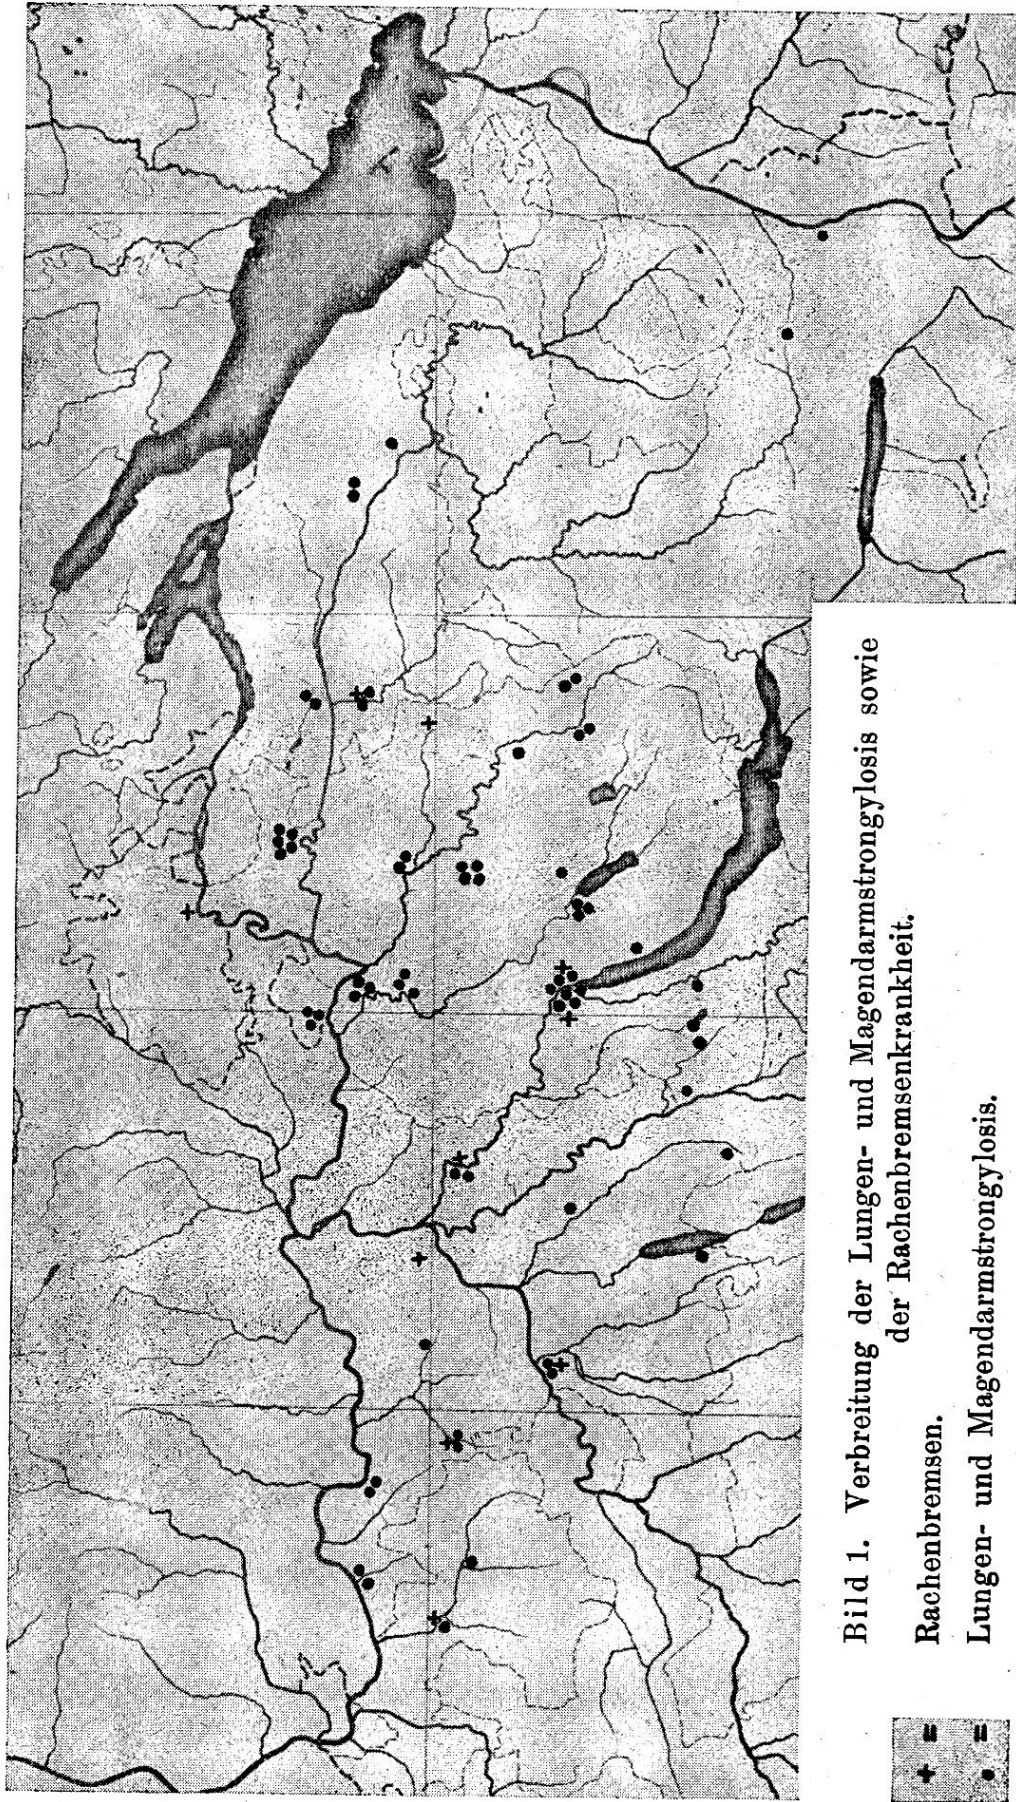 Bild 1. Verbreitung der Lungen- und Magendarmstrongylosis sowie
der Rachenbremsenkrankheit.
+ = Rachenbremsen.
• = Lungen- und Magendarmstrongylosis.